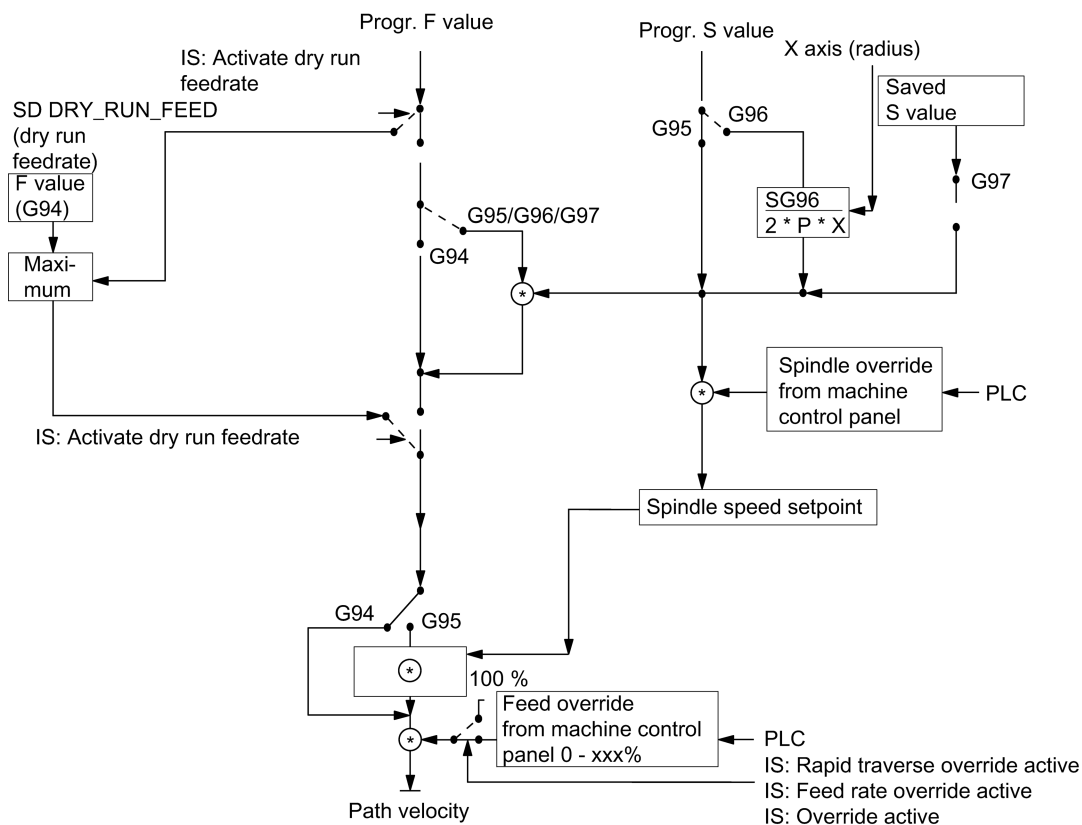 Progr. F value
Progr. S value
IS: Activate dry run
feedrate
X axis (radius)
SD DRY_RUN_FEED
(dry run
feedrate)
Saved
S value
G95
G96
F value
(G94)
G97
G95/G96/G97
SG96
2 * P * X
G94
Maxi-
mum
*
Spindle override
from machine
control panel
*
PLC
IS: Activate dry run feedrate
Spindle speed setpoint
G94
G95
*
100 %
Feed override
from machine control
panel 0 - xxx%
*
PLC
IS: Rapid traverse override active
IS: Feed rate override active
IS: Override active
Path velocity